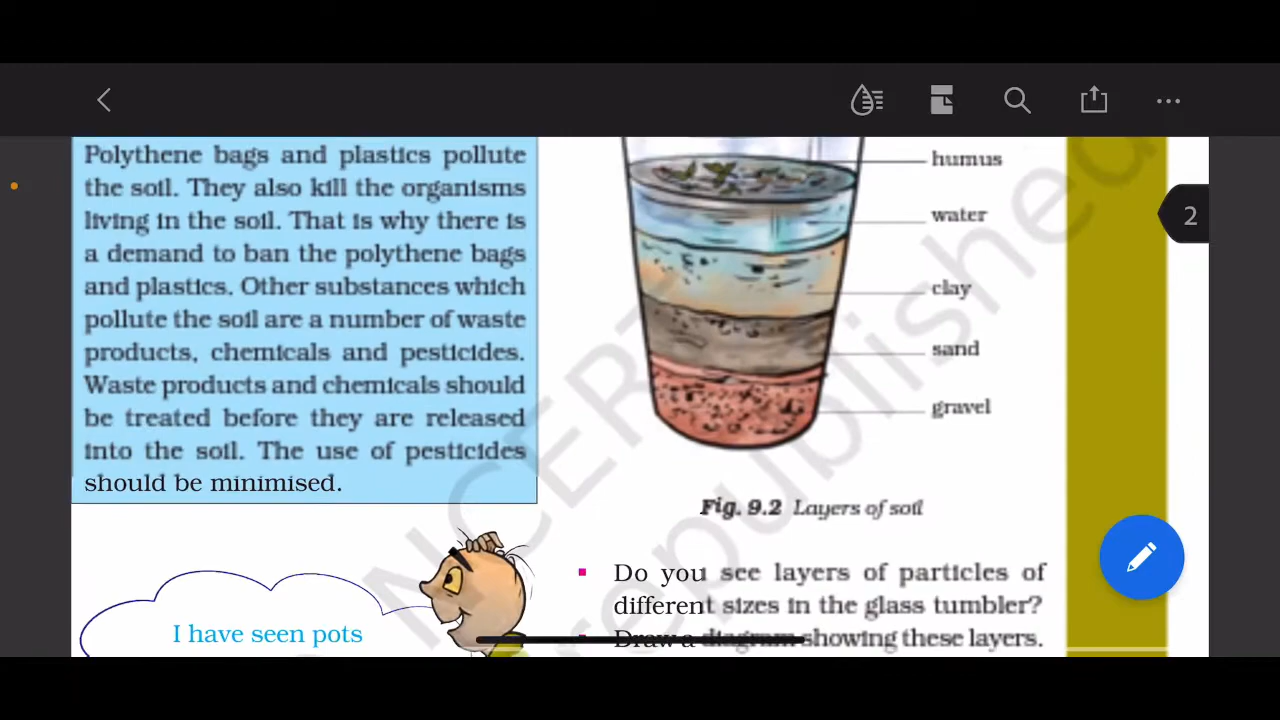 Polythene bags and plastics pollute
the soil. They also kill the organisms
living in the soil. That is why there is
a demand to ban the polythene bags
and plastics. Other substances which
pollute the soil are a number of waste
products, chemicals and pesticides.
Waste products and chemicals should
be treated before they are released
into the soil. The use of pesticides
should be minimised.
I have seen pots
humus
water
clay
sand
gravel
Fig. 9.2 Layers of soil
Do you see layers of particles of
different sizes in the glass tumbler?
Draw a diagram showing these layers.
2
NCERT
republished